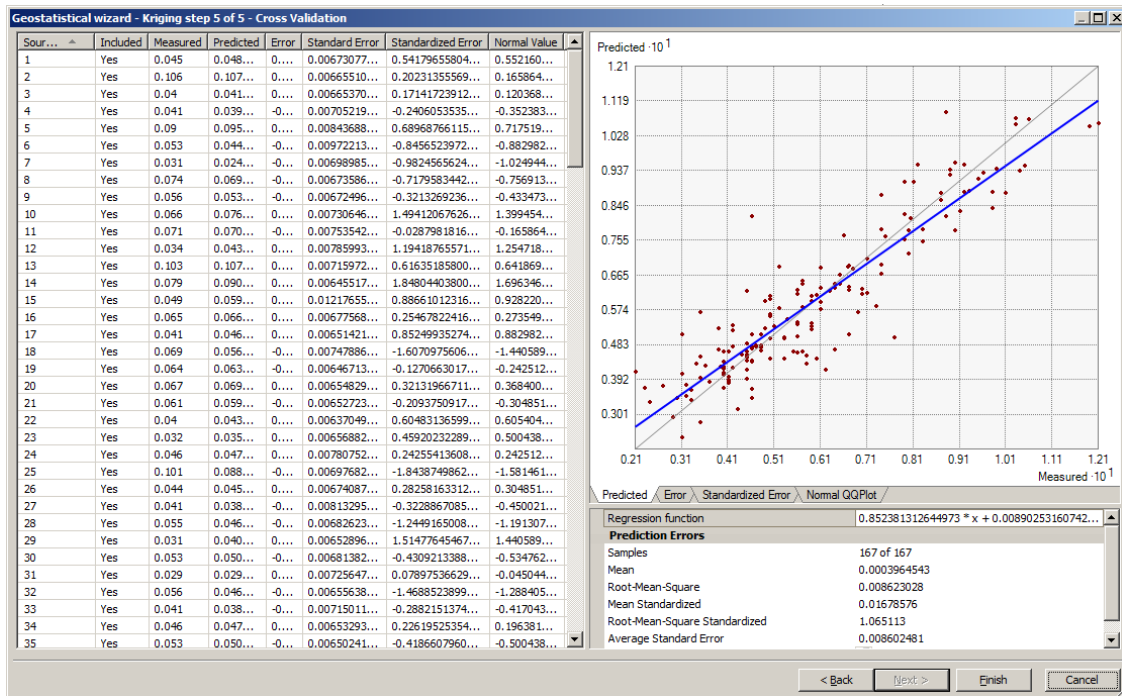 Geostatistical wizard - Kriging step 5 of 5 - Cross Validation
Sour... Included Measured Predicted Error Standard Error Standardized Error Normal Value
1 Yes 0.045 0.048... 0.... 0.00673077... 0.54179655804... 0.552160...
2 Yes 0.106 0.107... 0.... 0.00665510... 0.20231355569... 0.165864...
3 Yes 0.04 0.041... 0.... 0.00665370... 0.17141723912... 0.120368...
4 Yes 0.041 0.039... -0... 0.00705219... -0.2406053535... -0.352383...
5 Yes 0.09 0.095... 0.... 0.00843688... 0.68968766115... 0.717519...
6 Yes 0.053 0.044... -0... 0.00972213... -0.8456523972... -0.882982...
7 Yes 0.031 0.024... -0... 0.00698985... -0.9824565624... -1.024944...
8 Yes 0.074 0.069... -0... 0.00673586... -0.7179583442... -0.756913...
9 Yes 0.056 0.053... -0... 0.00672496... -0.3213269236... -0.433473...
10 Yes 0.066 0.076... 0.... 0.00730646... 1.49412067626... 1.399454...
11 Yes 0.071 0.070... -0... 0.00753542... -0.0287981816... -0.165864...
12 Yes 0.034 0.043... 0.... 0.00785993... 1.19418765571... 1.254718...
13 Yes 0.103 0.107... 0.... 0.00715972... 0.61635185800... 0.641869...
14 Yes 0.079 0.090... 0.... 0.00645517... 1.84804403800... 1.696346...
15 Yes 0.049 0.059... 0.... 0.01217655... 0.88661012316... 0.928220...
16 Yes 0.065 0.066... 0.... 0.00677568... 0.25467822416... 0.273549...
17 Yes 0.041 0.046... 0.... 0.00651421... 0.85249935274... 0.882982...
18 Yes 0.069 0.056... -0... 0.00747886... -1.6070975606... -1.440589...
19 Yes 0.064 0.063... -0... 0.00646713... -0.1270663017... -0.242512...
20 Yes 0.067 0.069... 0.... 0.00654829... 0.32131966711... 0.368400...
21 Yes 0.061 0.059... -0... 0.00652723... -0.2093750917... -0.304851...
22 Yes 0.04 0.043... 0.... 0.00637049... 0.60483136599... 0.605404...
23 Yes 0.032 0.035... 0.... 0.00656882... 0.45920232289... 0.500438...
24 Yes 0.046 0.047... 0.... 0.00780752... 0.24255413608... 0.242512...
25 Yes 0.101 0.088... -0... 0.00697682... -1.8438749862... -1.581461...
26 Yes 0.044 0.045... 0.... 0.00674087... 0.28258163312... 0.304851...
27 Yes 0.041 0.038... -0... 0.00813295... -0.3228867085... -0.450021...
28 Yes 0.055 0.046... -0... 0.00682623... -1.2449165008... -1.191307...
29 Yes 0.031 0.040... 0.... 0.00652896... 1.51477645467... 1.440589...
30 Yes 0.053 0.050... -0... 0.00681382... -0.4309213388... -0.534762...
31 Yes 0.029 0.029... 0.... 0.00725647... 0.07897536629... -0.045044...
32 Yes 0.056 0.046... -0... 0.00655638... -1.4688523899... -1.288405...
33 Yes 0.041 0.038... -0... 0.00715011... -0.2882151374... -0.417043...
34 Yes 0.046 0.047... 0.... 0.00653293... 0.22619525354... 0.196381...
35 Yes 0.053 0.050... -0... 0.00650241... -0.4186607960... -0.500438...
Predicted ·10 1
1.21
1.119
1.028
0.937
0.846
0.755
0.665
0.574
0.483
0.392
0.301
0.21 0.31 0.41 0.51 0.61 0.71 0.81 0.91 1.01 1.11 1.21
Measured ·10 1
Predicted Error Standardized Error Normal QQPlot
Regression function 0.852381312644973 * x + 0.00890253160742...
Prediction Errors
Samples 167 of 167
Mean 0.0003964543
Root-Mean-Square 0.008623028
Mean Standardized 0.01678576
Root-Mean-Square Standardized 1.065113
Average Standard Error 0.008602481
< Back Next > Finish Cancel